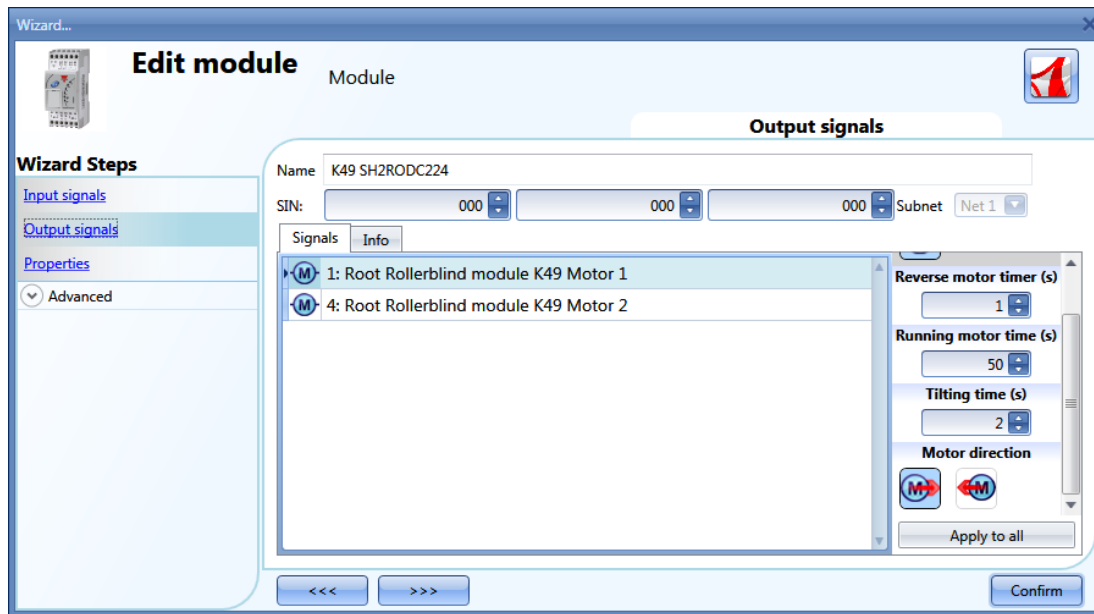 Wizard...
Edit module
Module
Output signals
Wizard Steps
Input signals
Output signals
Properties
Advanced
Name K49 SH2RODC224
SIN: 000 000 000 Subnet Net 1
Signals Info
1: Root Rollerblind module K49 Motor 1
4: Root Rollerblind module K49 Motor 2
Reverse motor timer (s)
1
Running motor time (s)
50
Tilting time (s)
2
Motor direction
M M
Apply to all
<<< >>> Confirm